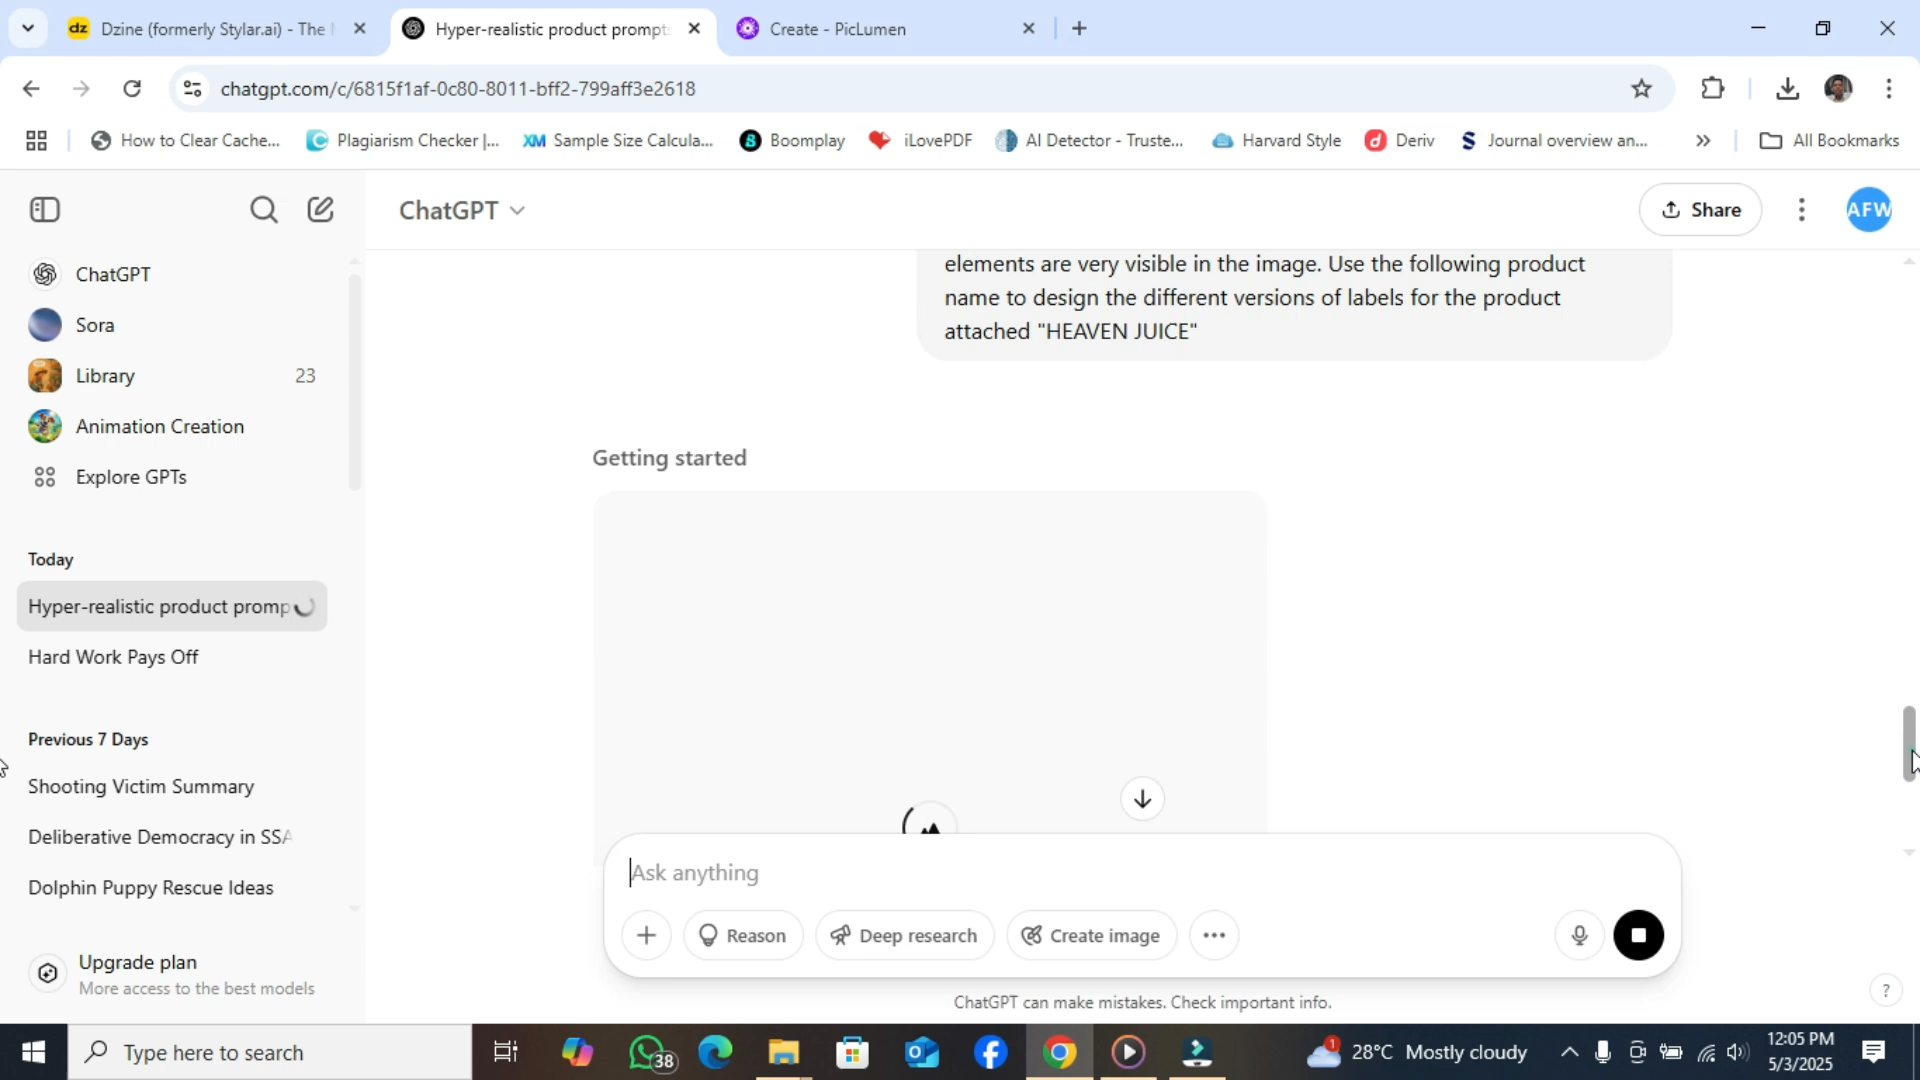 dz Dzine (formerly Stylar.ai) - The
Hyper-realistic product prompts
Create - PicLumen
chatgpt.com/c/6815f1af-0c80-8011-bff2-799aff3e2618
How to Clear Cache...
Plagiarism Checker |...
XM Sample Size Calcula...
Boomplay
iLovePDF
AI Detector - Truste...
Harvard Style
Deriv
S Journal overview an...
All Bookmarks
ChatGPT
Share
AFW
ChatGPT
Sora
Library 23
Animation Creation
Explore GPTs
Today
Hyper-realistic product promp
Hard Work Pays Off
Previous 7 Days
Shooting Victim Summary
Deliberative Democracy in SSA
Dolphin Puppy Rescue Ideas
Upgrade plan
More access to the best models
elements are very visible in the image. Use the following product
name to design the different versions of labels for the product
attached "HEAVEN JUICE"
Getting started
Ask anything
Reason
Deep research
Create image
ChatGPT can make mistakes. Check important info.
?
Type here to search
38
1
28°C Mostly cloudy
12:05 PM
5/3/2025